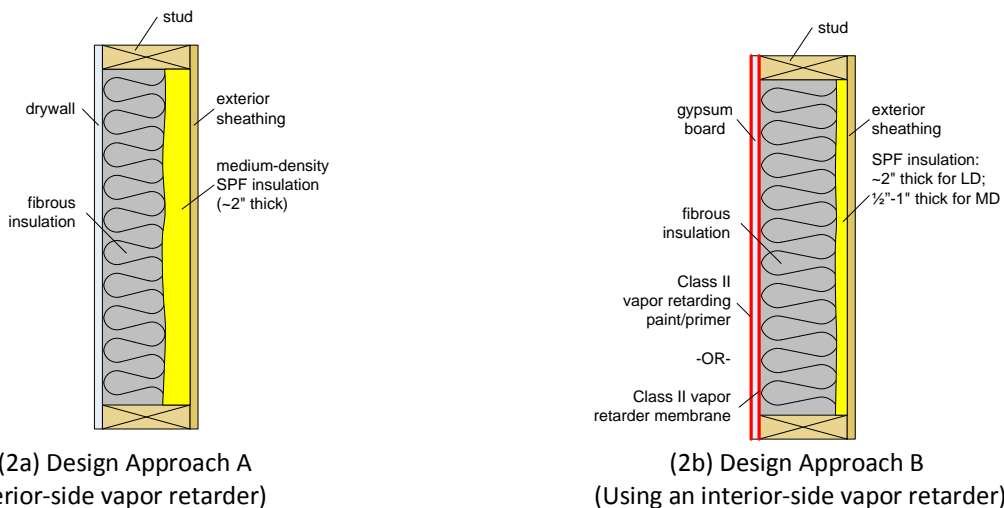 stud
drywall
exterior
sheathing
medium-density
SPF insulation
(~2" thick)
fibrous
insulation
(2a) Design Approach A
-side vapor retarder)
stud
gypsum
board
exterior
sheathing
SPF insulation:
~2" thick for LD;
½"-1" thick for MD
fibrous
insulation
Class II
vapor retarding
paint/primer
-OR-
Class II vapor
retarder membrane
(2b) Design Approach B
(Using an interior-side vapor retarder)